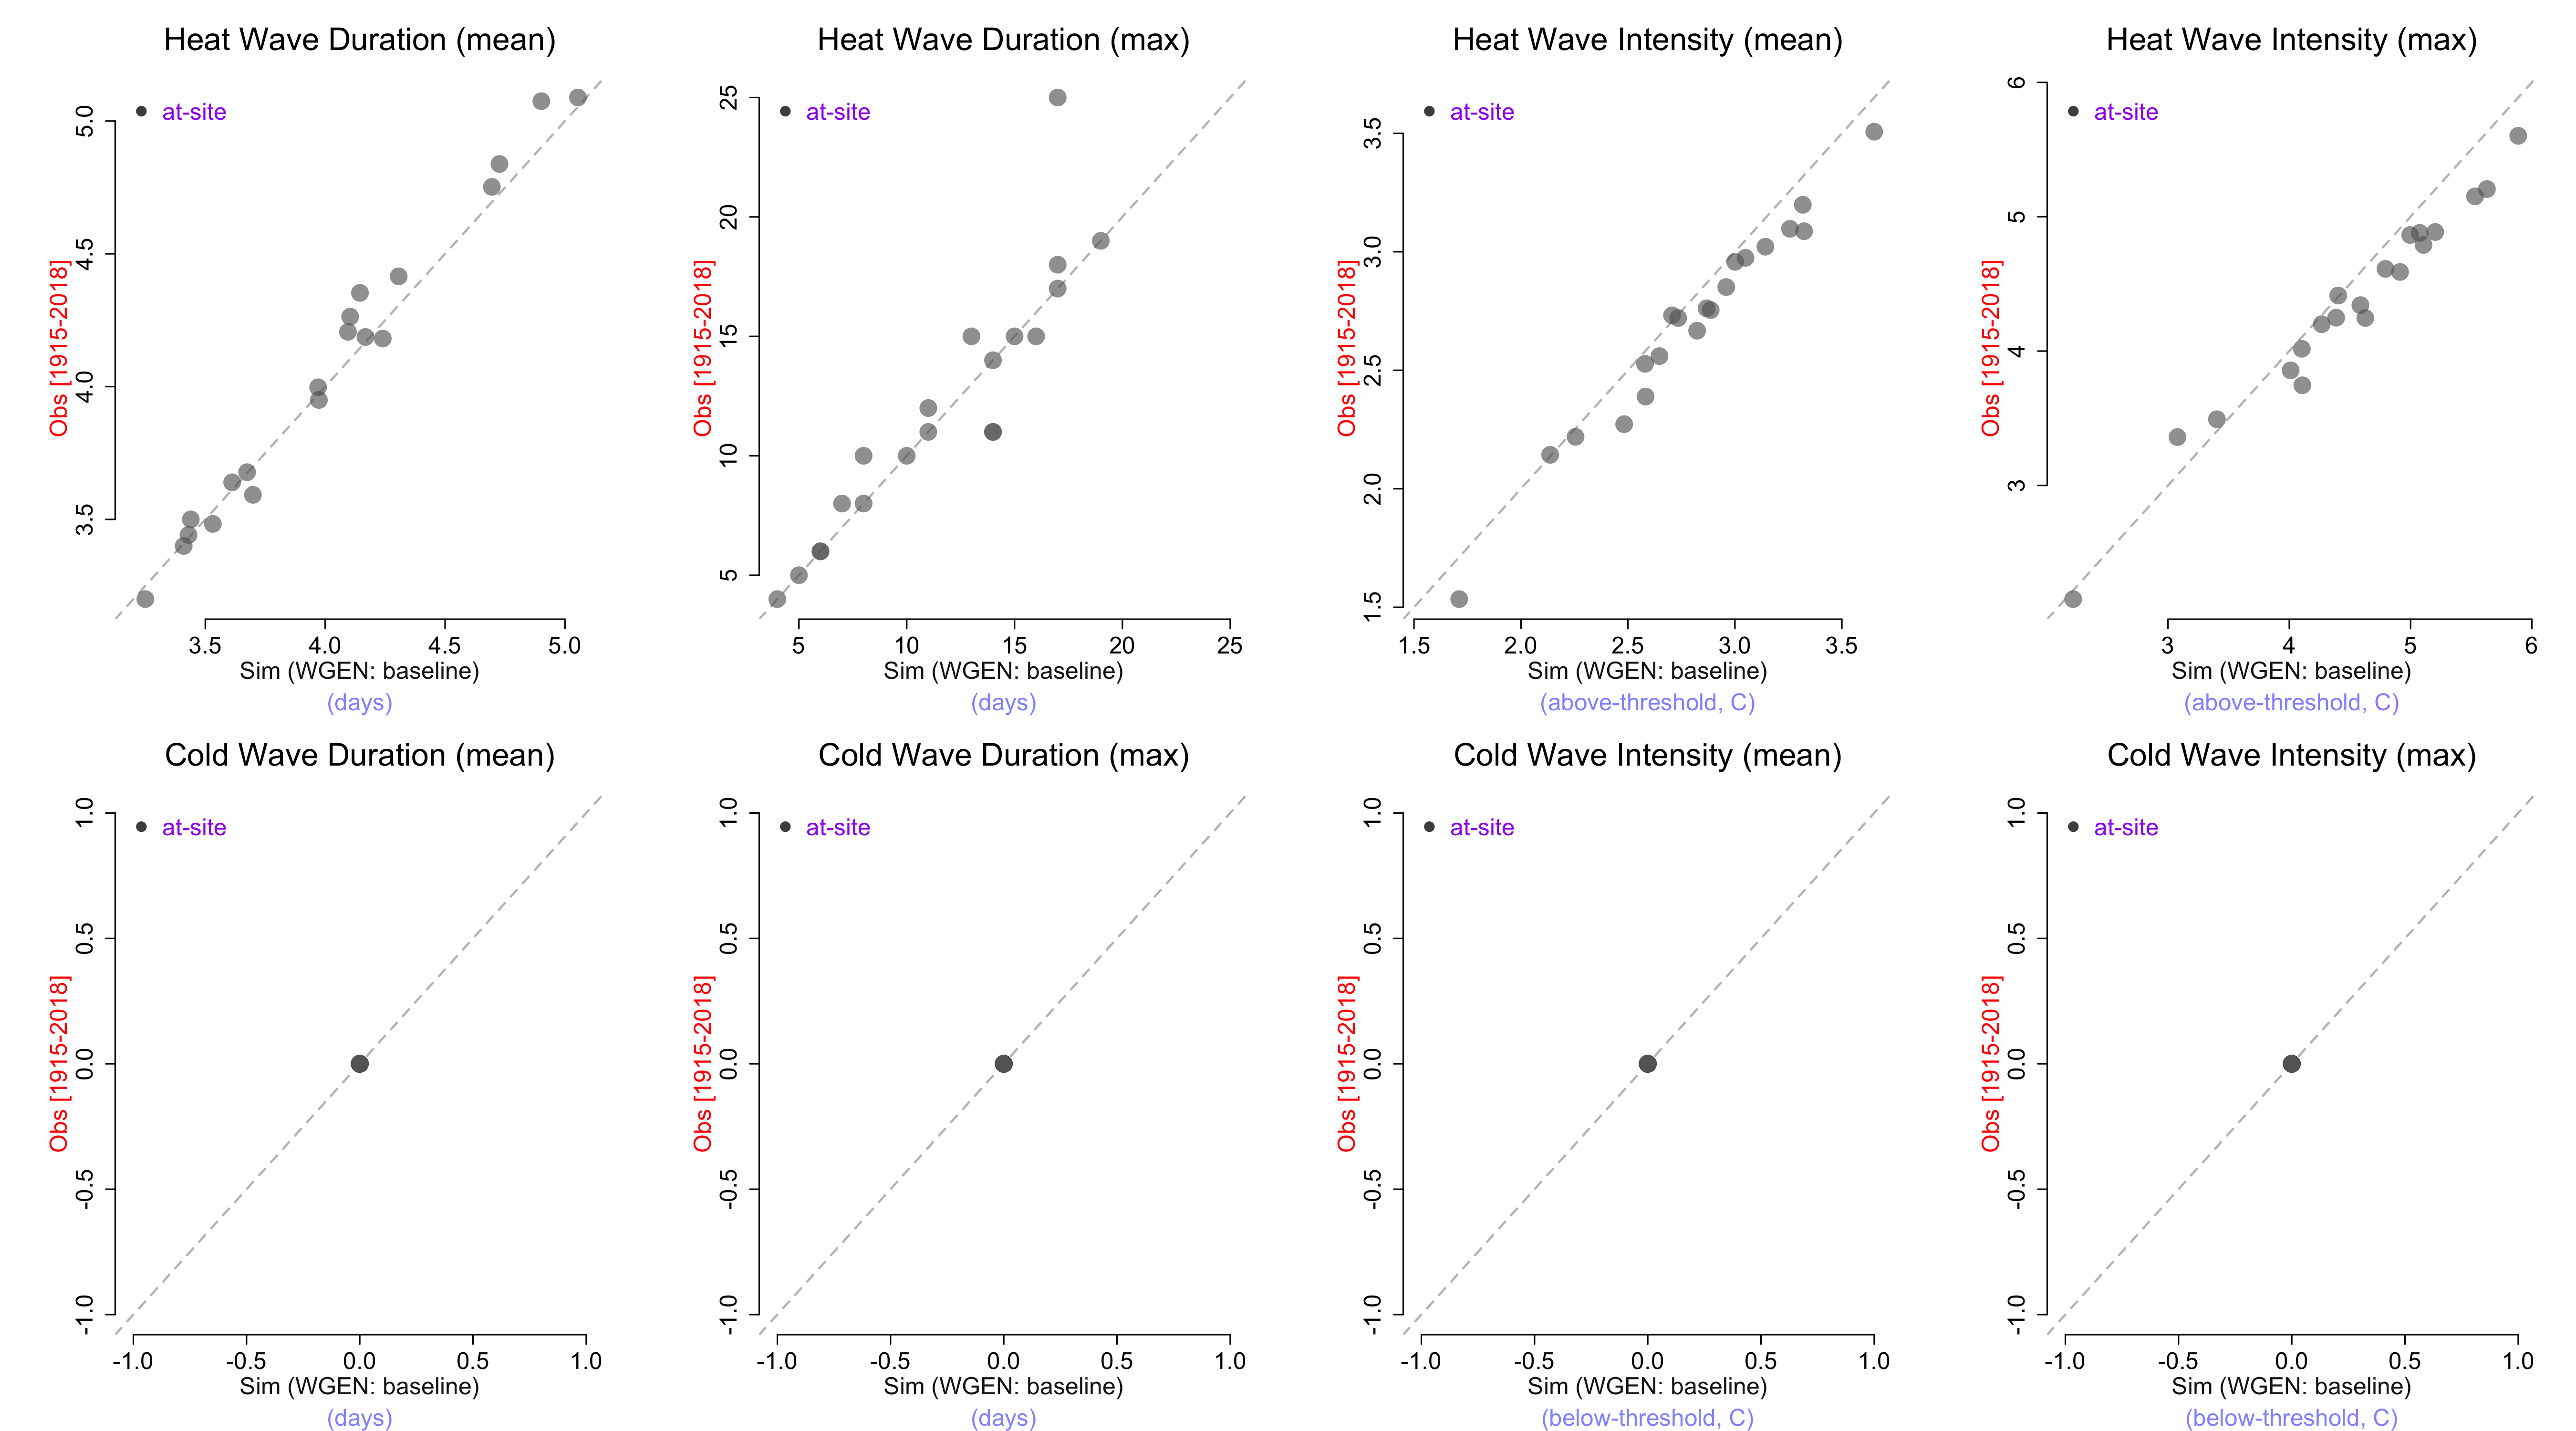 Heat Wave Duration (mean)
at-site
Obs [1915-2018]
5.0
4.5
4.0
3.5
3.5 4.0 4.5 5.0
Sim (WGEN: baseline)
(days)
Heat Wave Duration (max)
at-site
Obs [1915-2018]
25
20
15
10
5
5 10 15 20 25
Sim (WGEN: baseline)
(days)
Heat Wave Intensity (mean)
at-site
Obs [1915-2018]
3.5
3.0
2.5
2.0
1.5
1.5 2.0 2.5 3.0 3.5
Sim (WGEN: baseline)
(above-threshold, C)
Heat Wave Intensity (max)
at-site
Obs [1915-2018]
6
5
4
3
3 4 5 6
Sim (WGEN: baseline)
(above-threshold, C)
Cold Wave Duration (mean)
at-site
Obs [1915-2018]
1.0
0.5
0.0
-0.5
-1.0
-1.0 -0.5 0.0 0.5 1.0
Sim (WGEN: baseline)
(days)
Cold Wave Duration (max)
at-site
Obs [1915-2018]
1.0
0.5
0.0
-0.5
-1.0
-1.0 -0.5 0.0 0.5 1.0
Sim (WGEN: baseline)
(days)
Cold Wave Intensity (mean)
at-site
Obs [1915-2018]
1.0
0.5
0.0
-0.5
-1.0
-1.0 -0.5 0.0 0.5 1.0
Sim (WGEN: baseline)
(below-threshold, C)
Cold Wave Intensity (max)
at-site
Obs [1915-2018]
1.0
0.5
0.0
-0.5
-1.0
-1.0 -0.5 0.0 0.5 1.0
Sim (WGEN: baseline)
(below-threshold, C)